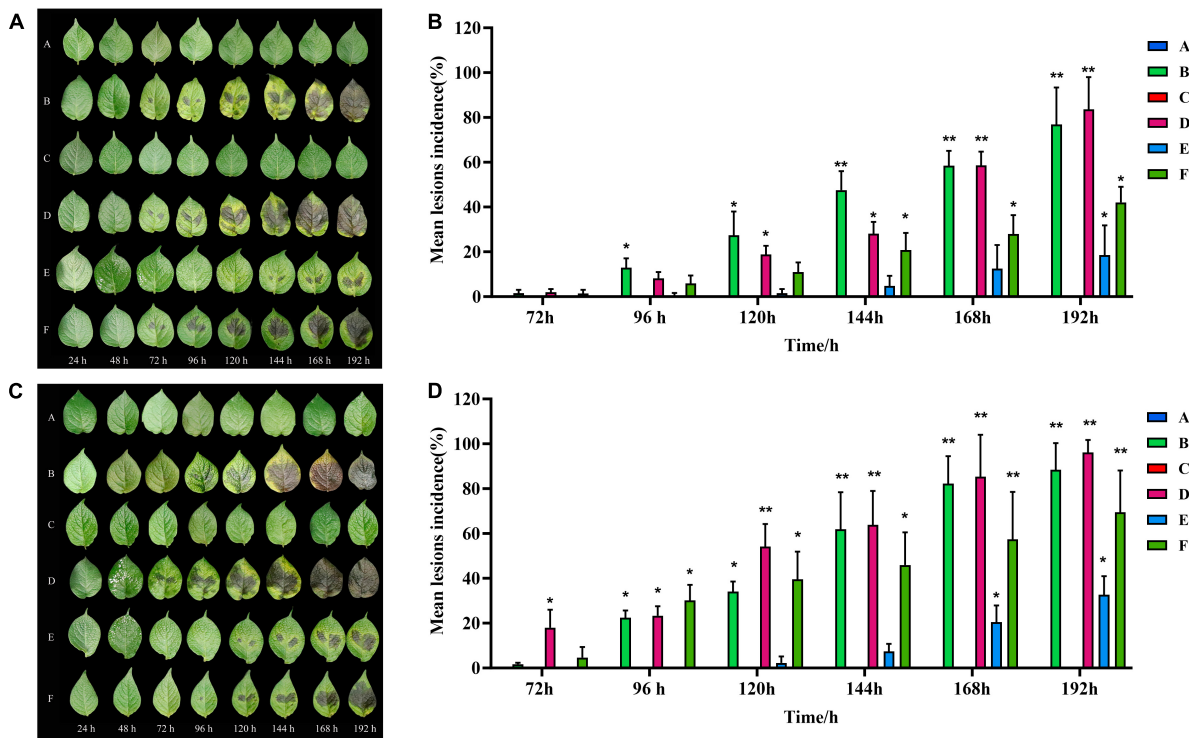 A
A
B
C
D
E
F
24 h 48 h 72 h 96 h 120 h 144 h 168 h 192 h
B
Mean lesions incidence(%)
120
100
80
60
40
20
0
* * * ** * * ** ** * ** ** * *
72h 96 h 120h 144h 168h 192h
Time/h
A
B
C
D
E
F
C
A
B
C
D
E
F
24 h 48 h 72 h 96 h 120 h 144 h 168 h 192 h
D
Mean lesions incidence(%)
120
100
80
60
40
20
0
* * * * * ** * ** ** * ** ** * ** ** ** * **
72h 96 h 120h 144h 168h 192h
Time/h
A
B
C
D
E
F